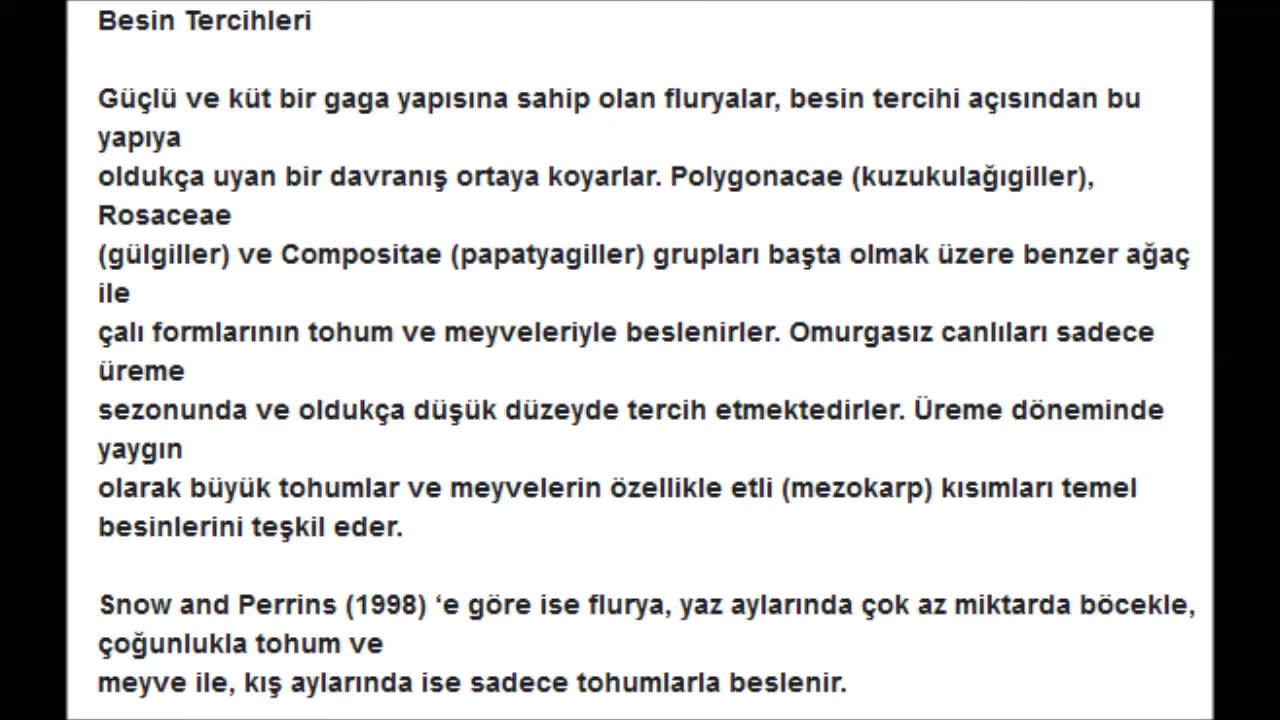 Besin Tercihleri
Güçlü ve küt bir gaga yapısına sahip olan fluryalar, besin tercihi açısından bu
yapıya
oldukça uyan bir davranış ortaya koyarlar. Polygonacae (kuzukulağıgiller),
Rosaceae
(gülgiller) ve Compositae (papatyagiller) grupları başta olmak üzere benzer ağaç
ile
çalı formlarının tohum ve meyveleriyle beslenirler. Omurgasız canlıları sadece
üreme
sezonunda ve oldukça düşük düzeyde tercih etmektedirler. Üreme döneminde
yaygın
olarak büyük tohumlar ve meyvelerin özellikle etli (mezokarp) kısımları temel
besinlerini teşkil eder.
Snow and Perrins (1998) ‘e göre ise flurya, yaz aylarında çok az miktarda böcekle,
çoğunlukla tohum ve
meyve ile, kış aylarında ise sadece tohumlarla beslenir.